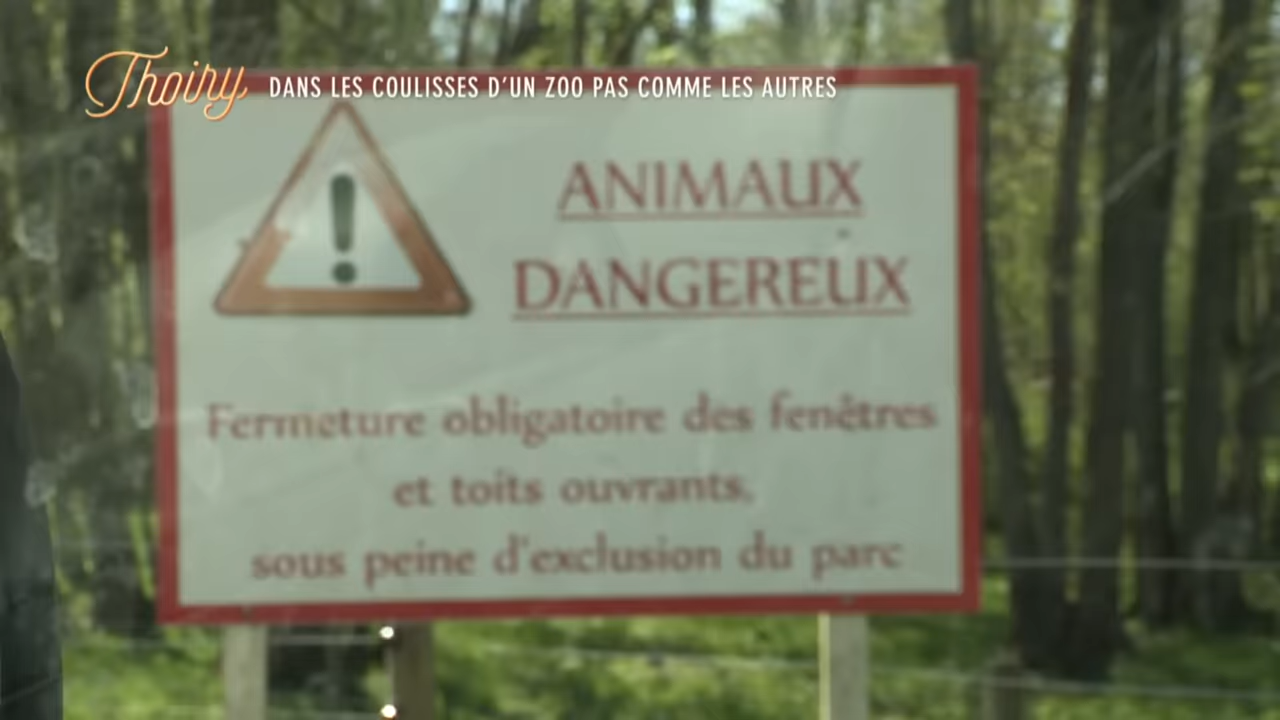 Thoiry DANS LES COULISSES D'UN ZOO PAS COMME LES AUTRES
ANIMAUX
DANGEREUX
Fermeture obligatoire des fenêtres
et toits ouvrants,
sous peine d'exclusion du parc